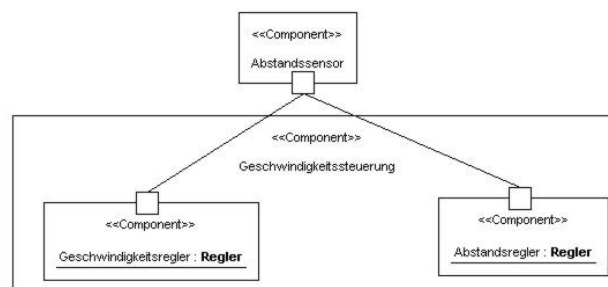 <<Component>>
Abstandssensor
<<Component>>
Geschwindigkeitssteuerung
<<Component>>
Geschwindigkeitsregler : Regler
<<Component>>
Abstandsregler : Regler